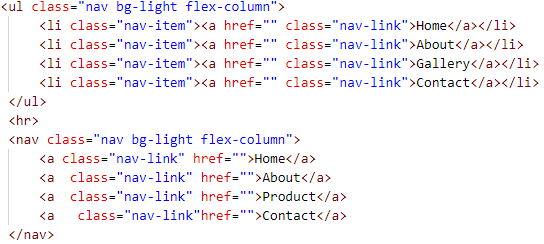 <ul class="nav bg-light flex-column">
<li class="nav-item"><a href="" class="nav-link">Home</a></li>
<li class="nav-item"><a href="" class="nav-link">About</a></li>
<li class="nav-item"><a href="" class="nav-link">Gallery</a></li>
<li class="nav-item"><a href="" class="nav-link">Contact</a></li>
</ul>
<hr>
<nav class="nav bg-light flex-column">
<a class="nav-link" href="">Home</a>
<a  class="nav-link" href="">About</a>
<a  class="nav-link" href="">Product</a>
<a   class="nav-link"href="">Contact</a>
</nav>